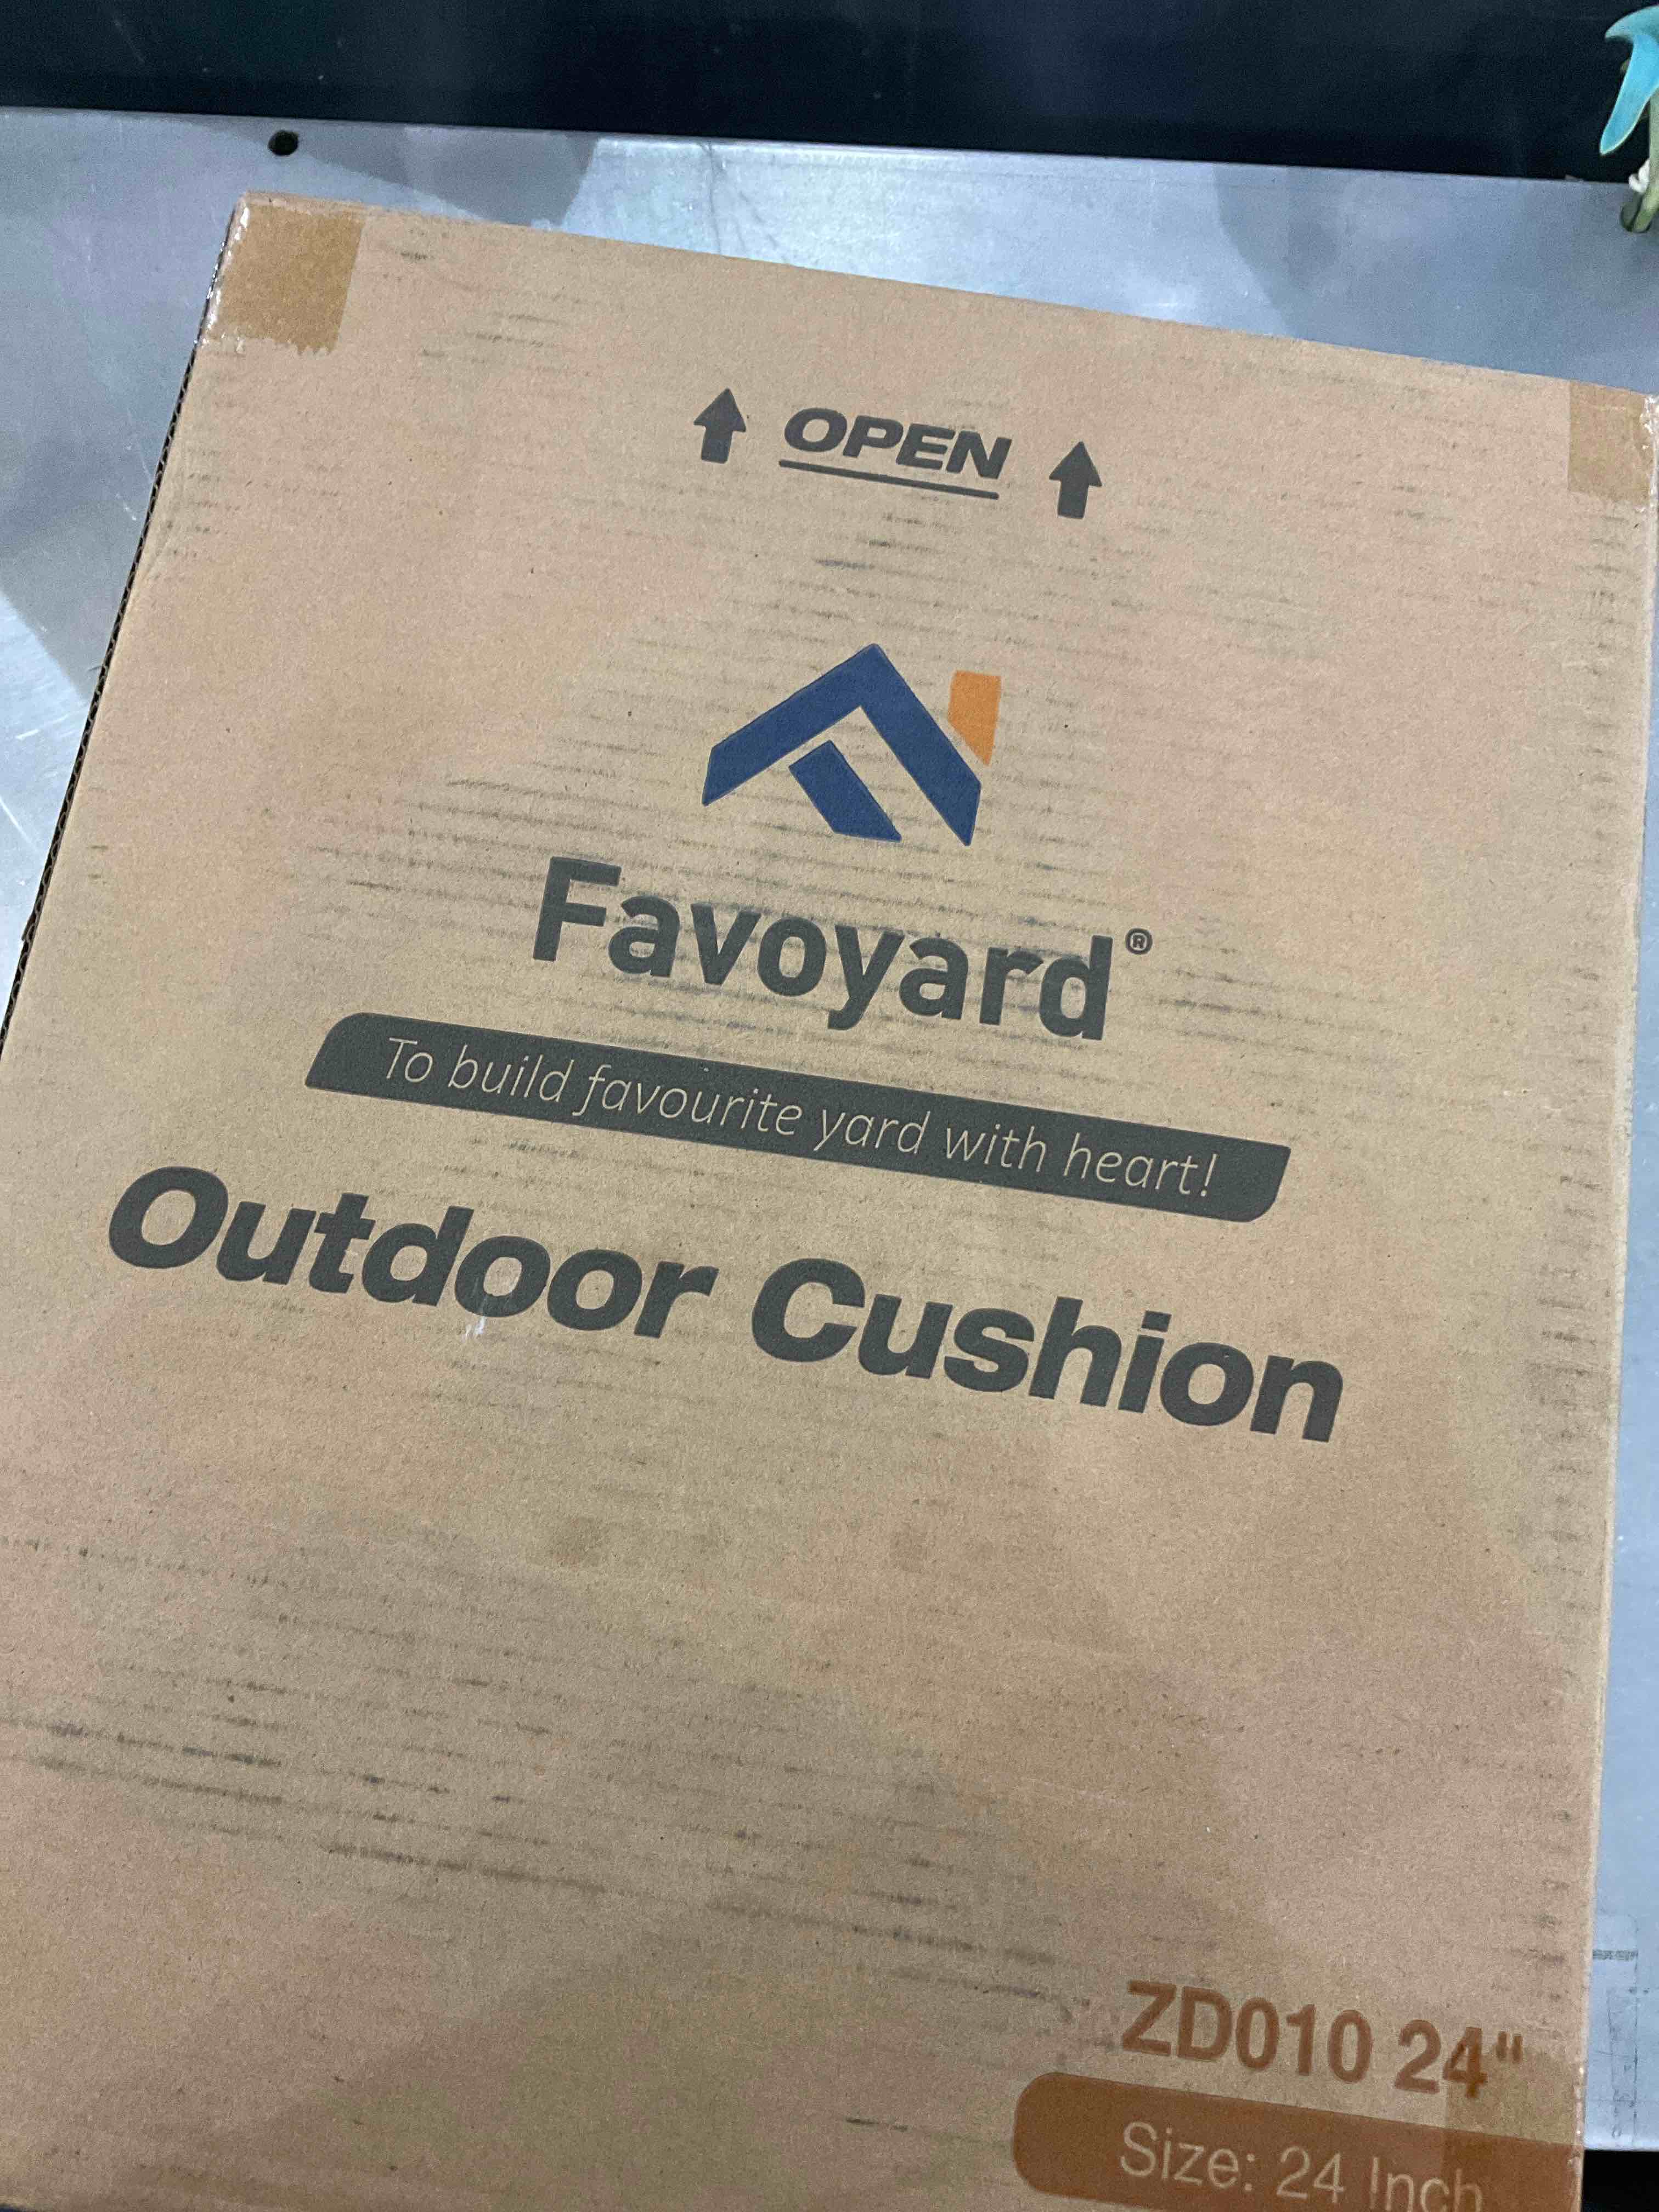 OPEN
Favoyard®
To build favourite yard with heart!
Outdoor Cushion
ZD010 24"
Size: 24 Inch